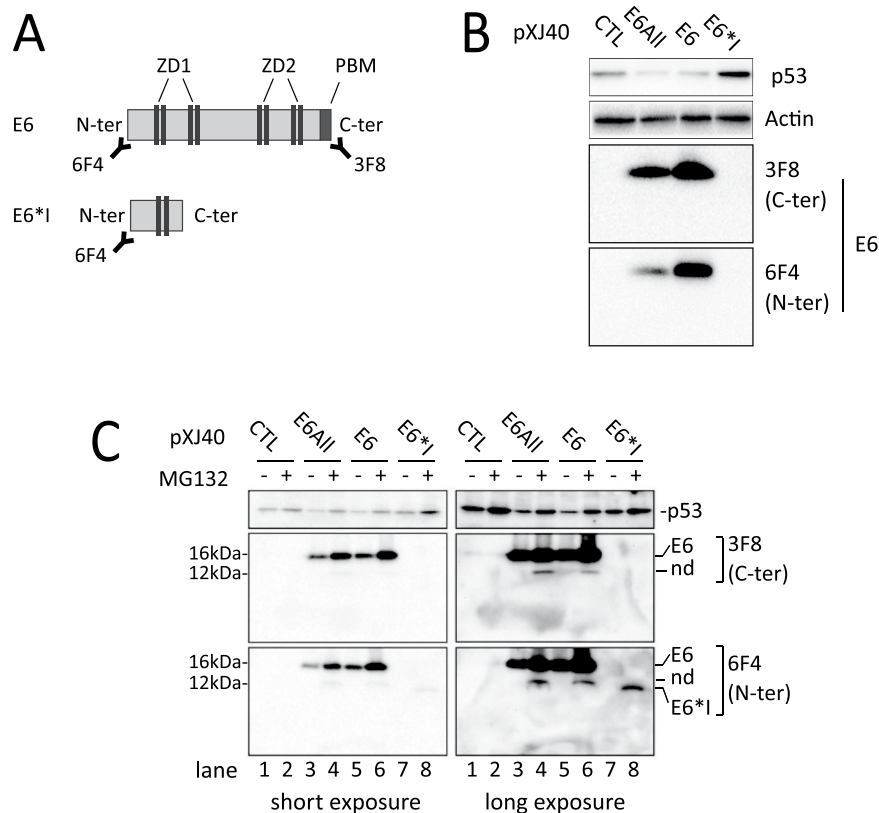 A
ZD1 ZD2 PBM
E6 N-ter C-ter
6F4 3F8
E6*I N-ter C-ter
6F4
B
pXJ40 CTL E6All E6 E6*I
p53
Actin
3F8
(C-ter)
E6
6F4
(N-ter)
C
pXJ40 CTL E6All E6 E6*I CTL E6All E6 E6*I
MG132 - + - + - + - + - + - + - + - +
-p53
16kDa- E6 3F8
12kDa- nd (C-ter)
16kDa- E6 6F4
12kDa- nd (N-ter)
E6*I
lane 1 2 3 4 5 6 7 8 1 2 3 4 5 6 7 8
short exposure long exposure